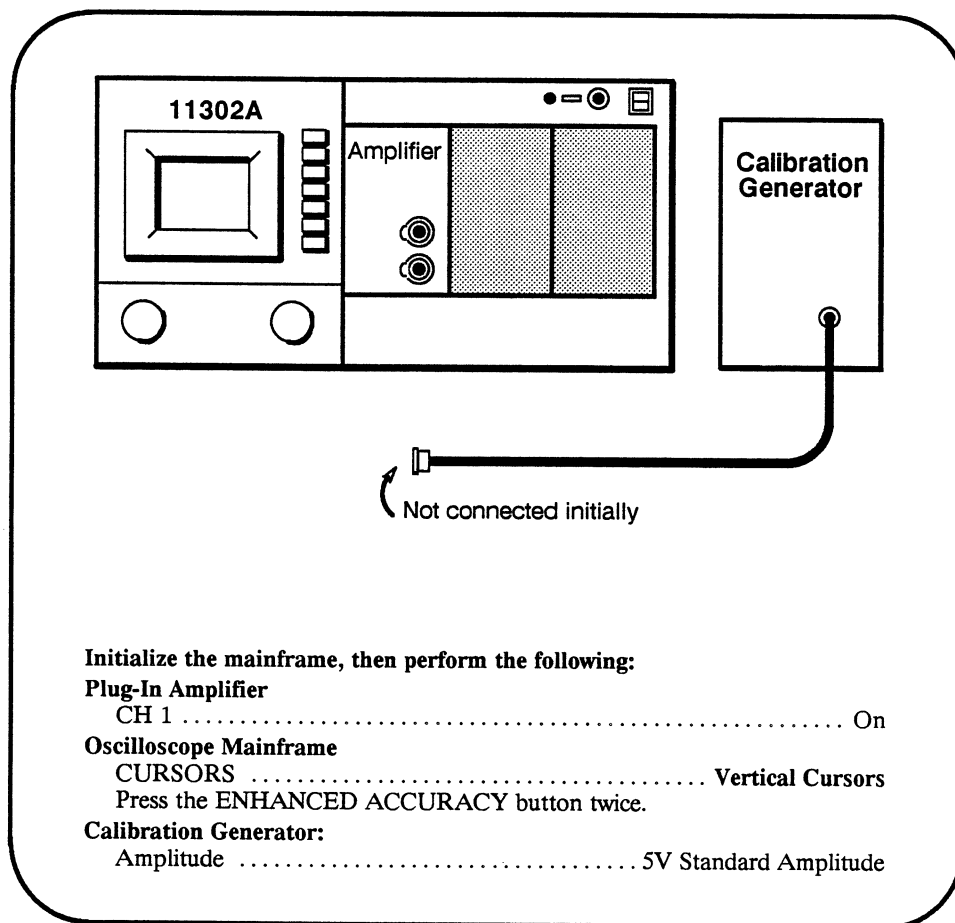 11302A
Amplifier
Calibration
Generator
Not connected initially
Initialize the mainframe, then perform the following:
Plug-In Amplifier
CH 1 ............................................................ On
Oscilloscope Mainframe
CURSORS .......................................... Vertical Cursors
Press the ENHANCED ACCURACY button twice.
Calibration Generator:
Amplitude ................................... 5V Standard Amplitude